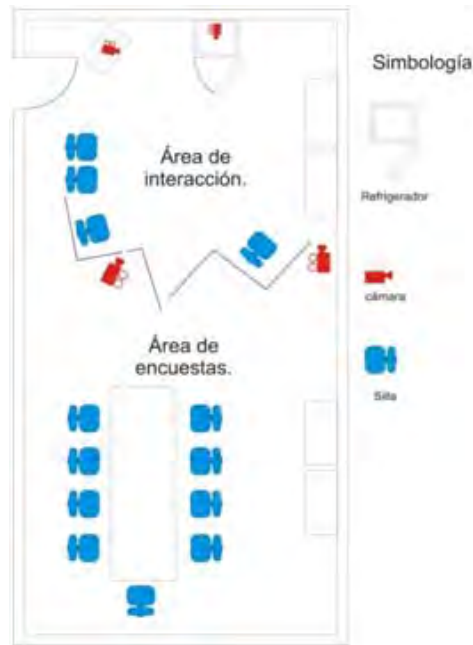 Simbología
Área de
interacción.
Refrigerador
cámara
Área de
encuestas.
Silla